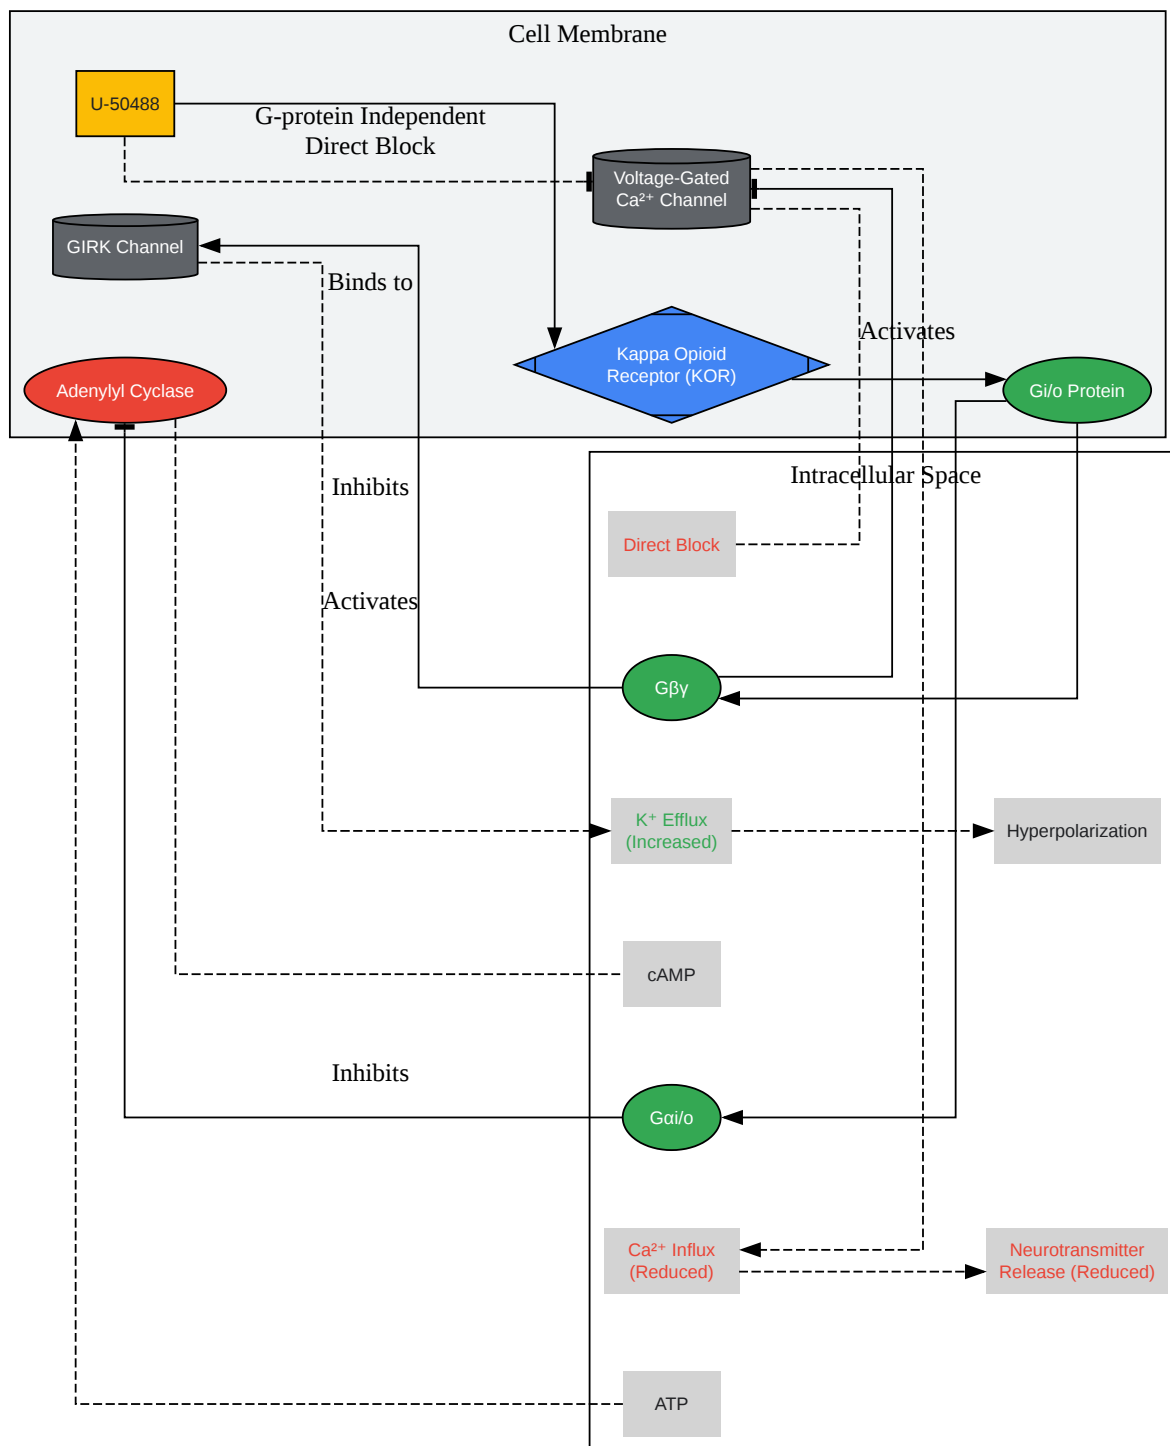 Cell Membrane
U-50488
G-protein Independent
Direct Block
Voltage-Gated
Ca²⁺ Channel
GIRK Channel
Binds to
Activates
Kappa Opioid
Receptor (KOR)
Adenylyl Cyclase
Gi/o Protein
Inhibits
Intracellular Space
Direct Block
Activates
Gβγ
K⁺ Efflux
(Increased)
Hyperpolarization
cAMP
Inhibits
Gαi/o
Ca²⁺ Influx
(Reduced)
Neurotransmitter
Release (Reduced)
ATP